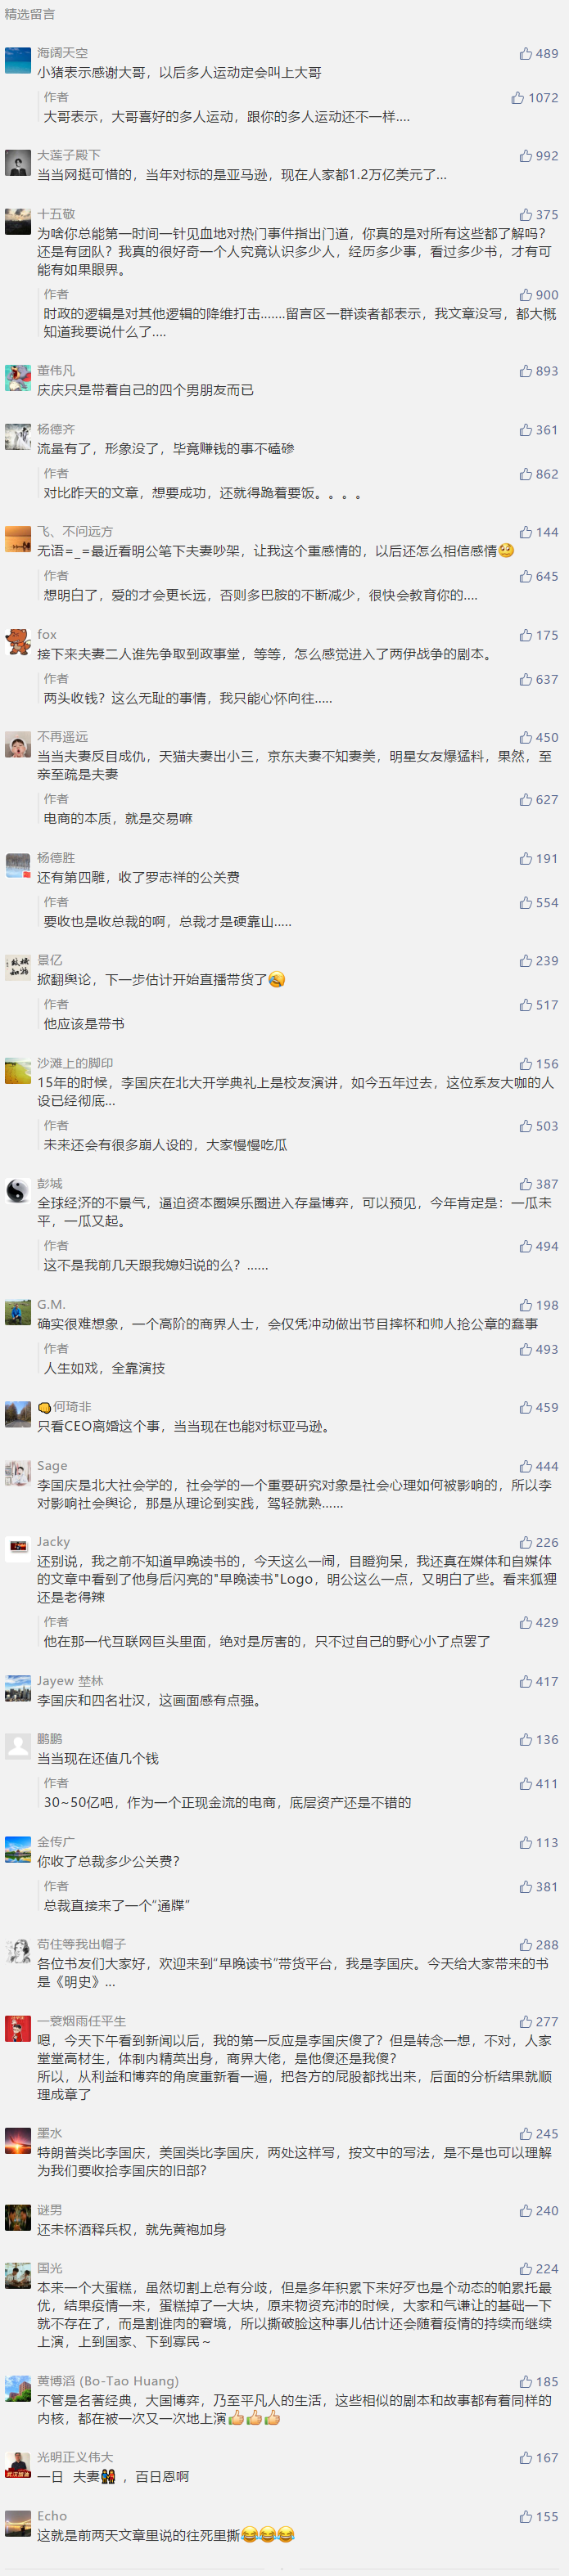 精选留言
海阔天空
489
小猪表示感谢大哥，以后多人运动定会叫上大哥
作者
1072
大哥表示，大哥喜好的多人运动，跟你的多人运动还不一样....
大莲子殿下
992
当当网挺可惜的，当年对标的是亚马逊，现在人家都1.2万亿美元了...
十五敬
375
为啥你总能第一时间一针见血地对热门事件指出门道，你真的是对所有这些都了解吗？
还是有团队？我真的很好奇一个人究竟认识多少人，经历多少事，看过多少书，才有可
能有如果眼界。
作者
900
时政的逻辑是对其他逻辑的降维打击.......留言区一群读者都表示，我文章没写，都大概
知道我要说什么了....
董伟凡
893
庆庆只是带着自己的四个男朋友而已
杨德齐
361
流量有了，形象没了，毕竟赚钱的事不磕碜
作者
862
对比昨天的文章，想要成功，还就得跪着要饭。。。。
飞、不问远方
144
无语=_=最近看明公笔下夫妻吵架，让我这个重感情的，以后还怎么相信感情
作者
645
想明白了，爱的才会更长远，否则多巴胺的不断减少，很快会教育你的....
fox
175
接下来夫妻二人谁先争取到政事堂，等等，怎么感觉进入了两伊战争的剧本。
作者
637
两头收钱？这么无耻的事情，我只能心怀向往.....
不再遥远
450
当当夫妻反目成仇，天猫夫妻出小三，京东夫妻不知妻美，明星女友爆猛料，果然，至
亲至疏是夫妻
作者
627
电商的本质，就是交易嘛
杨德胜
191
还有第四雕，收了罗志祥的公关费
作者
554
要收也是收总裁的啊，总裁才是硬靠山.....
景亿
239
掀翻舆论，下一步估计开始直播带货了
作者
517
他应该是带书
沙滩上的脚印
156
15年的时候，李国庆在北大开学典礼上是校友演讲，如今五年过去，这位系友大咖的人
设已经彻底...
作者
503
未来还会有很多崩人设的，大家慢慢吃瓜
彭城
387
全球经济的不景气，逼迫资本圈娱乐圈进入存量博弈，可以预见，今年肯定是：一瓜未
平，一瓜又起。
作者
494
这不是我前几天跟我媳妇说的么？......
G.M.
198
确实很难想象，一个高阶的商界人士，会仅凭冲动做出节目摔杯和帅人抢公章的蠢事
作者
493
人生如戏，全靠演技
👊何琦非
459
只看CEO离婚这个事，当当现在也能对标亚马逊。
Sage
444
李国庆是北大社会学的，社会学的一个重要研究对象是社会心理如何被影响的，所以李
对影响社会舆论，那是从理论到实践，驾轻就熟......
Jacky
226
还别说，我之前不知道早晚读书的，今天这么一闹，目瞪狗呆，我还真在媒体和自媒体
的文章中看到了他身后闪亮的"早晚读书"Logo，明公这么一点，又明白了些。看来狐狸
还是老得辣
作者
429
他在那一代互联网巨头里面，绝对是厉害的，只不过自己的野心小了点罢了
Jayew 埜林
417
李国庆和四名壮汉，这画面感有点强。
鹏鹏
136
当当现在还值几个钱
作者
411
30~50亿吧，作为一个正现金流的电商，底层资产还是不错的
全传广
113
你收了总裁多少公关费？
作者
381
总裁直接来了一个“通牒”
苟住等我出帽子
288
各位书友们大家好，欢迎来到“早晚读书”带货平台，我是李国庆。今天给大家带来的书
是《明史》...
一蓑烟雨任平生
277
嗯，今天下午看到新闻以后，我的第一反应是李国庆傻了？但是转念一想，不对，人家
堂堂高材生，体制内精英出身，商界大佬，是他傻还是我傻？
所以，从利益和博弈的角度重新看一遍，把各方的屁股都找出来，后面的分析结果就顺
理成章了
墨水
245
特朗普类比李国庆，美国类比李国庆，两处这样写，按文中的写法，是不是也可以理解
为我们要收拾李国庆的旧部？
谜男
240
还未杯酒释兵权，就先黄袍加身
国光
224
本来一个大蛋糕，虽然切割上总有分歧，但是多年积累下来好歹也是个动态的帕累托最
优，结果疫情一来，蛋糕掉了一大块，原来物资充沛的时候，大家和气谦让的基础一下
就不存在了，而是割谁肉的窘境，所以撕破脸这种事儿估计还会随着疫情的持续而继续
上演，上到国家、下到寡民～
黄博滔 (Bo-Tao Huang)
185
不管是名著经典，大国博弈，乃至平凡人的生活，这些相似的剧本和故事都有着同样的
内核，都在被一次又一次地上演👍👍👍
光明正义伟大
167
一日 夫妻👫，百日恩啊
Echo
155
这就是前两天文章里说的往死里撕😂😂😂